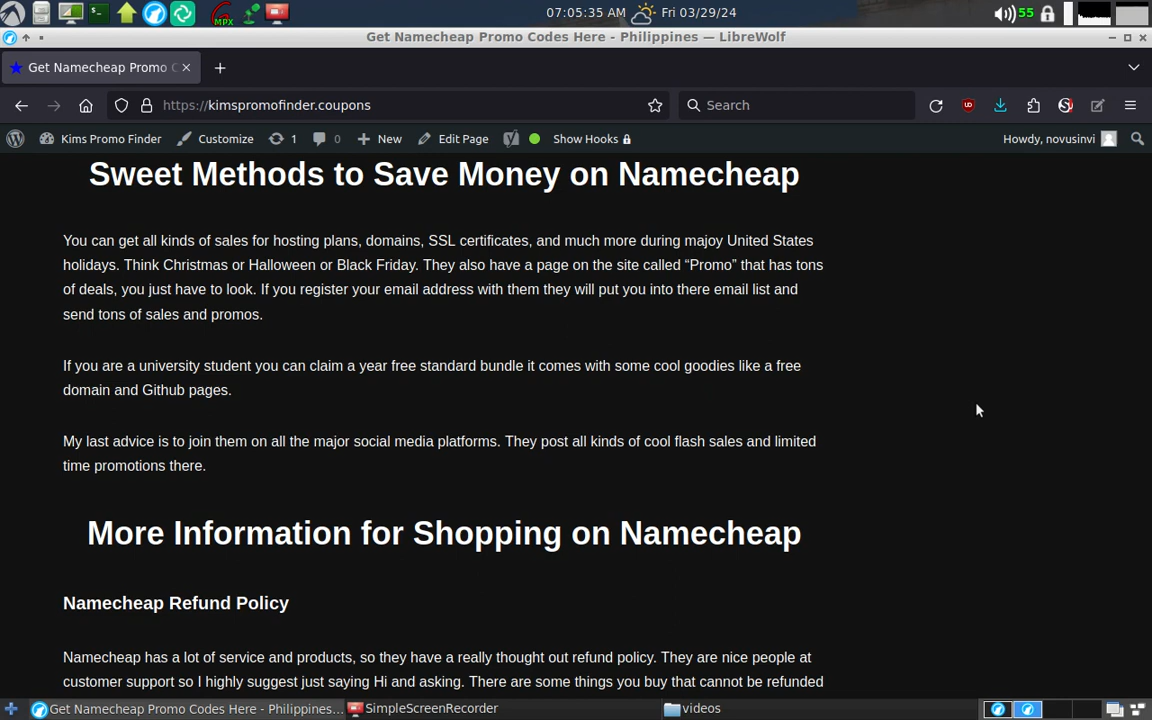 07:05:35 AM Fri 03/29/24 55
Get Namecheap Promo Codes Here - Philippines — LibreWolf
Get Namecheap Promo C
https://kimspromofinder.coupons Search
Kims Promo Finder Customize 1 0 New Edit Page Show Hooks Howdy, novusinvi
Sweet Methods to Save Money on Namecheap
You can get all kinds of sales for hosting plans, domains, SSL certificates, and much more during majoy United States
holidays. Think Christmas or Halloween or Black Friday. They also have a page on the site called “Promo” that has tons
of deals, you just have to look. If you register your email address with them they will put you into there email list and
send tons of sales and promos.
If you are a university student you can claim a year free standard bundle it comes with some cool goodies like a free
domain and Github pages.
My last advice is to join them on all the major social media platforms. They post all kinds of cool flash sales and limited
time promotions there.
More Information for Shopping on Namecheap
Namecheap Refund Policy
Namecheap has a lot of service and products, so they have a really thought out refund policy. They are nice people at
customer support so I highly suggest just saying Hi and asking. There are some things you buy that cannot be refunded
Get Namecheap Promo Codes Here - Philippines... SimpleScreenRecorder videos